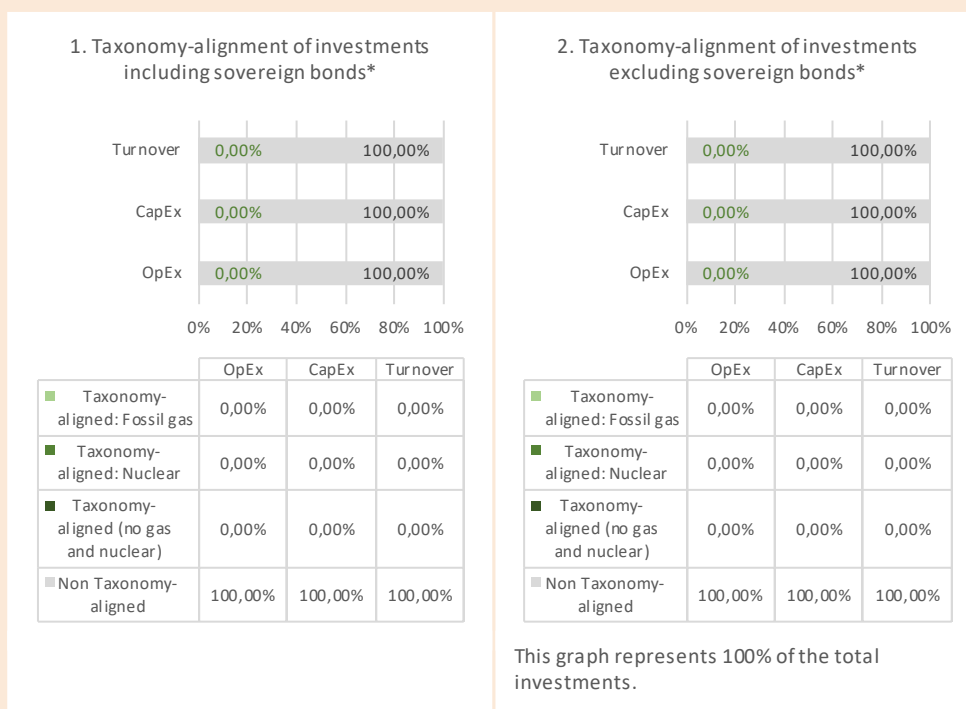 1. Taxonomy-alignment of investments
including sovereign bonds*
Turnover 0,00% 100,00%
CapEx 0,00% 100,00%
OpEx 0,00% 100,00%
0% 20% 40% 60% 80% 100%
OpEx CapEx Turnover
Taxonomy-
aligned: Fossil gas 0,00% 0,00% 0,00%
Taxonomy-
aligned: Nuclear 0,00% 0,00% 0,00%
Taxonomy-
aligned (no gas 0,00% 0,00% 0,00%
and nuclear)
Non Taxonomy-
aligned 100,00% 100,00% 100,00%
2. Taxonomy-alignment of investments
excluding sovereign bonds*
Turnover 0,00% 100,00%
CapEx 0,00% 100,00%
OpEx 0,00% 100,00%
0% 20% 40% 60% 80% 100%
OpEx CapEx Turnover
Taxonomy-
aligned: Fossil gas 0,00% 0,00% 0,00%
Taxonomy-
aligned: Nuclear 0,00% 0,00% 0,00%
Taxonomy-
aligned (no gas 0,00% 0,00% 0,00%
and nuclear)
Non Taxonomy-
aligned 100,00% 100,00% 100,00%
This graph represents 100% of the total
investments.